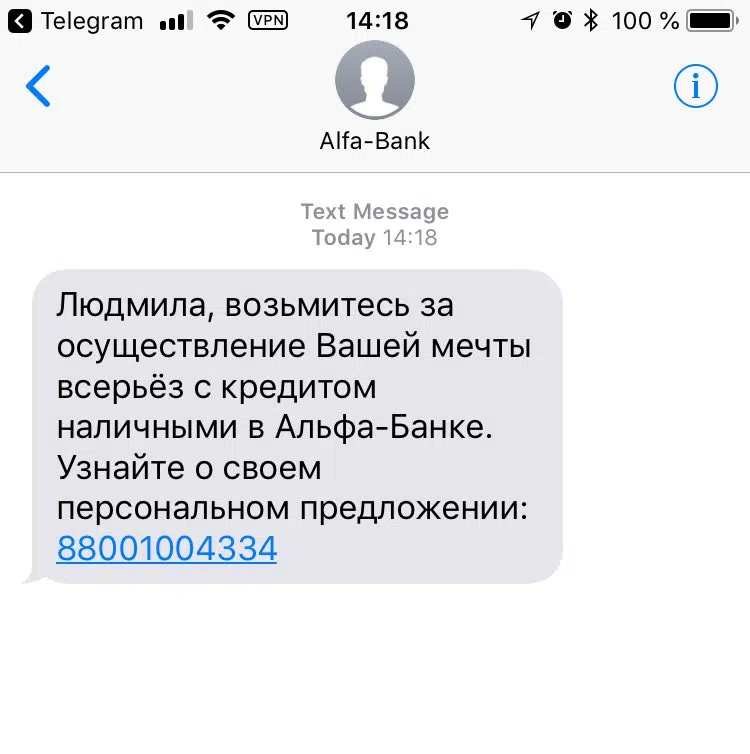 Telegram VPN 14:18 100 %
Alfa-Bank
Text Message
Today 14:18
Людмила, возьмитесь за
осуществление Вашей мечты
всерьёз с кредитом
наличными в Альфа-Банке.
Узнайте о своем
персональном предложении:
88001004334